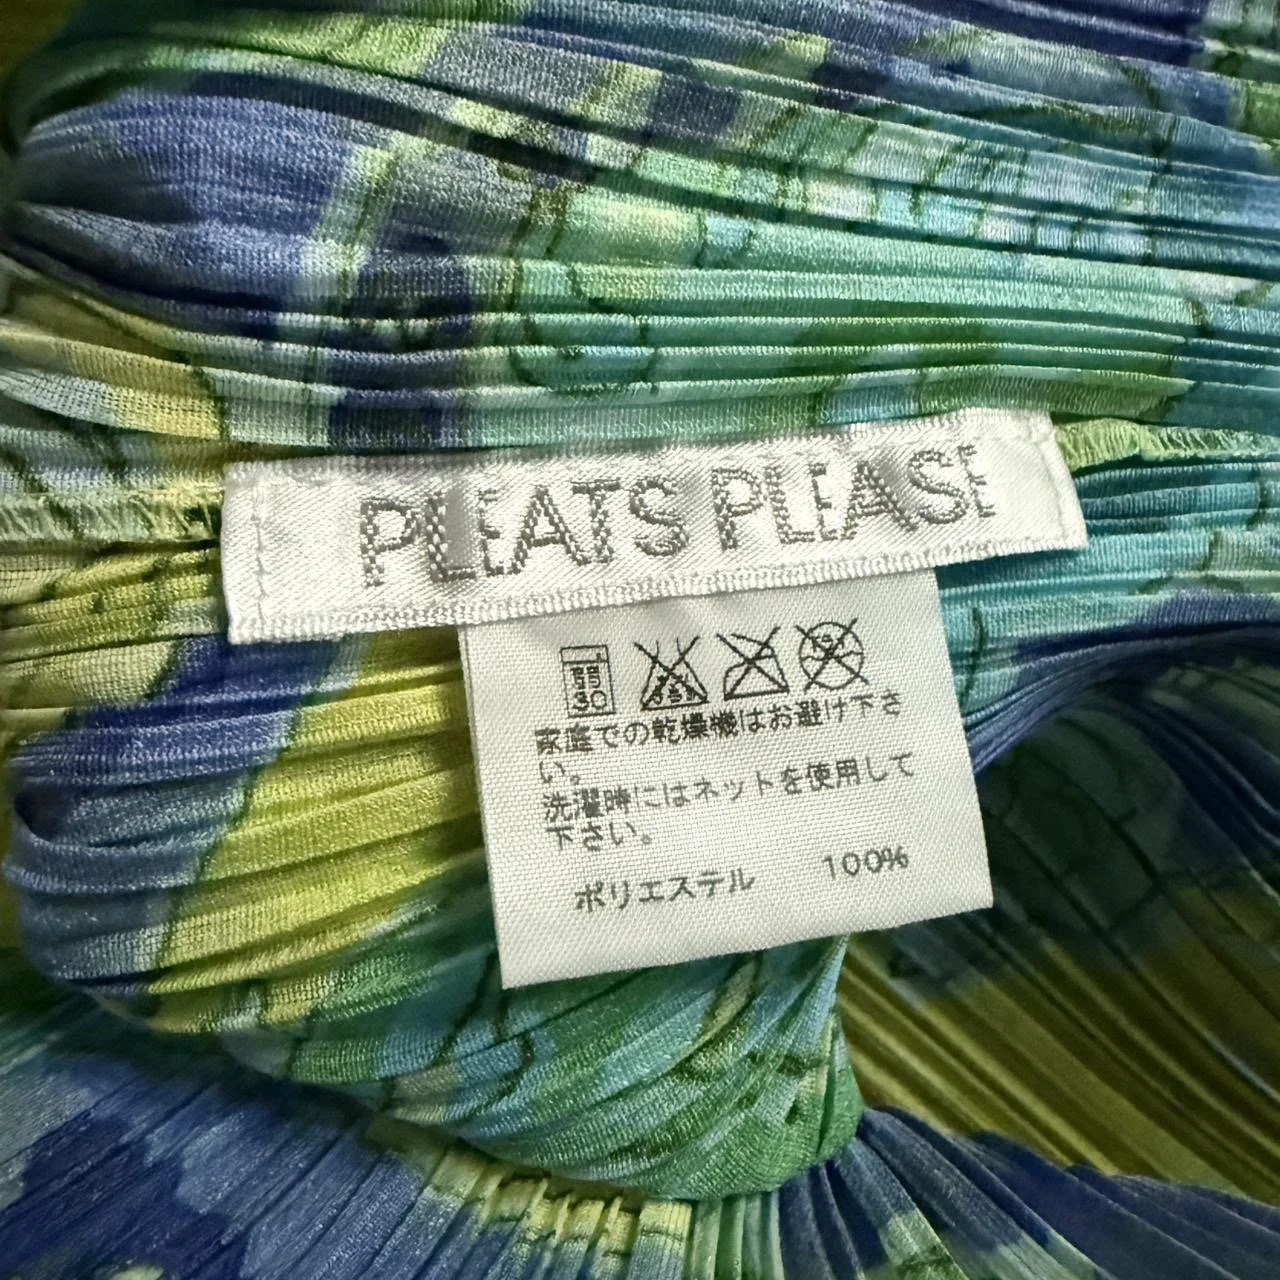 PLEATS PLEASE
家庭での乾燥機はお避け下さ
い。
洗濯時にはネットを使用して
下さい。
ポリエステル 100%